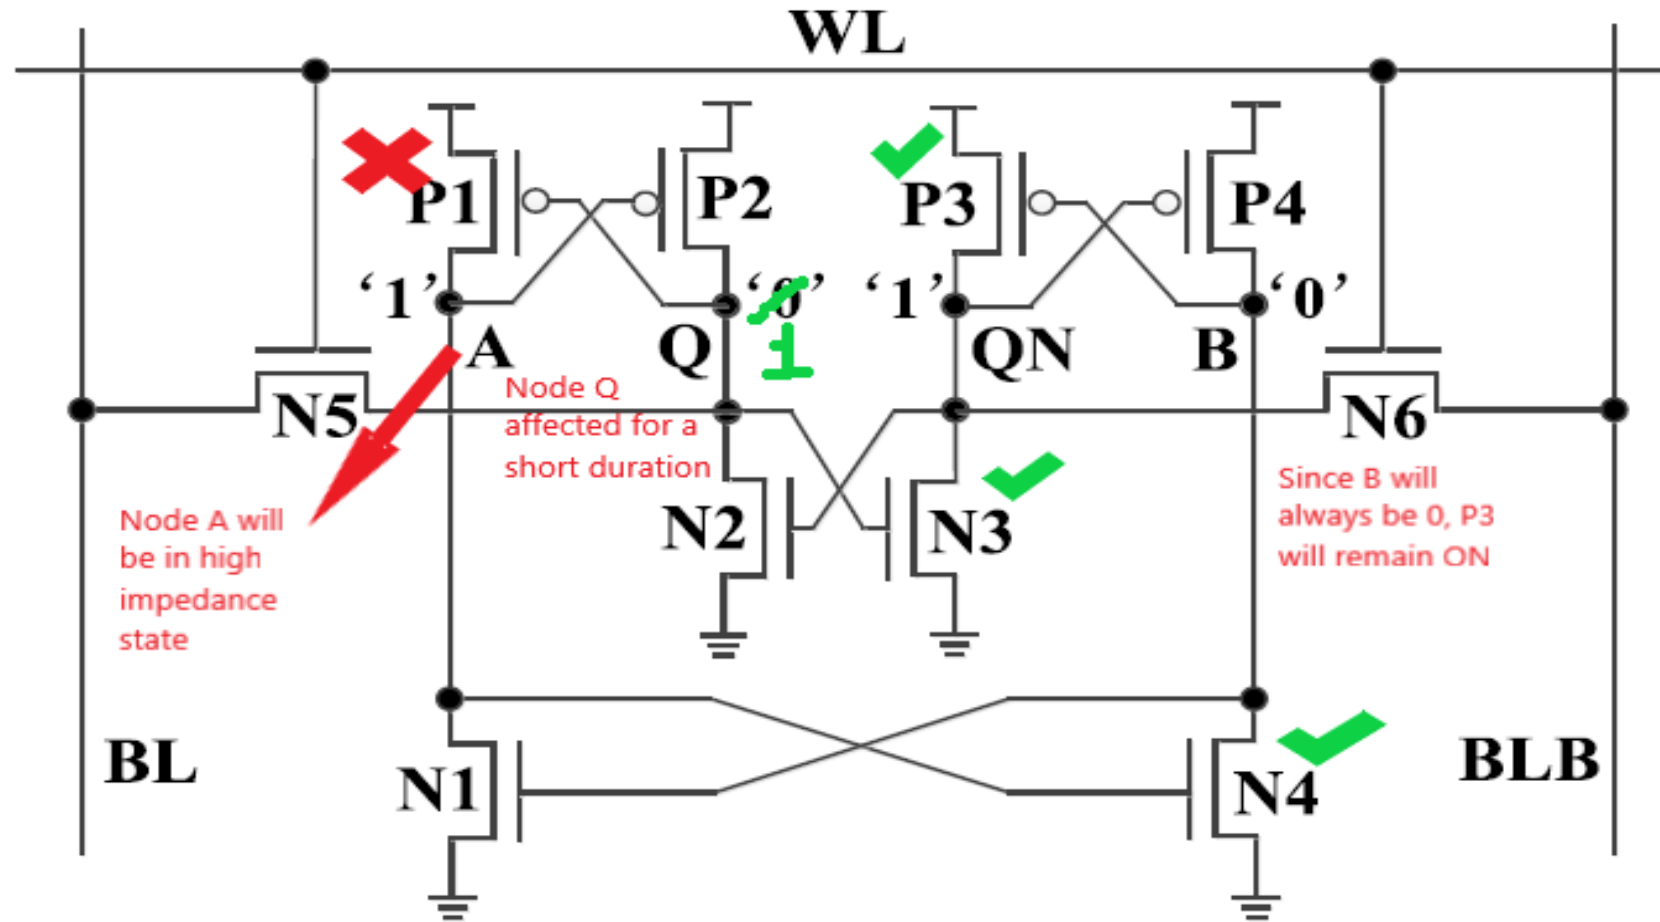 WL
P1
P2
P3
P4
‘1’
‘0’
1
‘1’
‘0’
A
Q
QN
B
N5
N6
Node Q
affected for a
short duration
Node A will
be in high
impedance
state
Since B will
always be 0, P3
will remain ON
N2
N3
BL
N1
N4
BLB